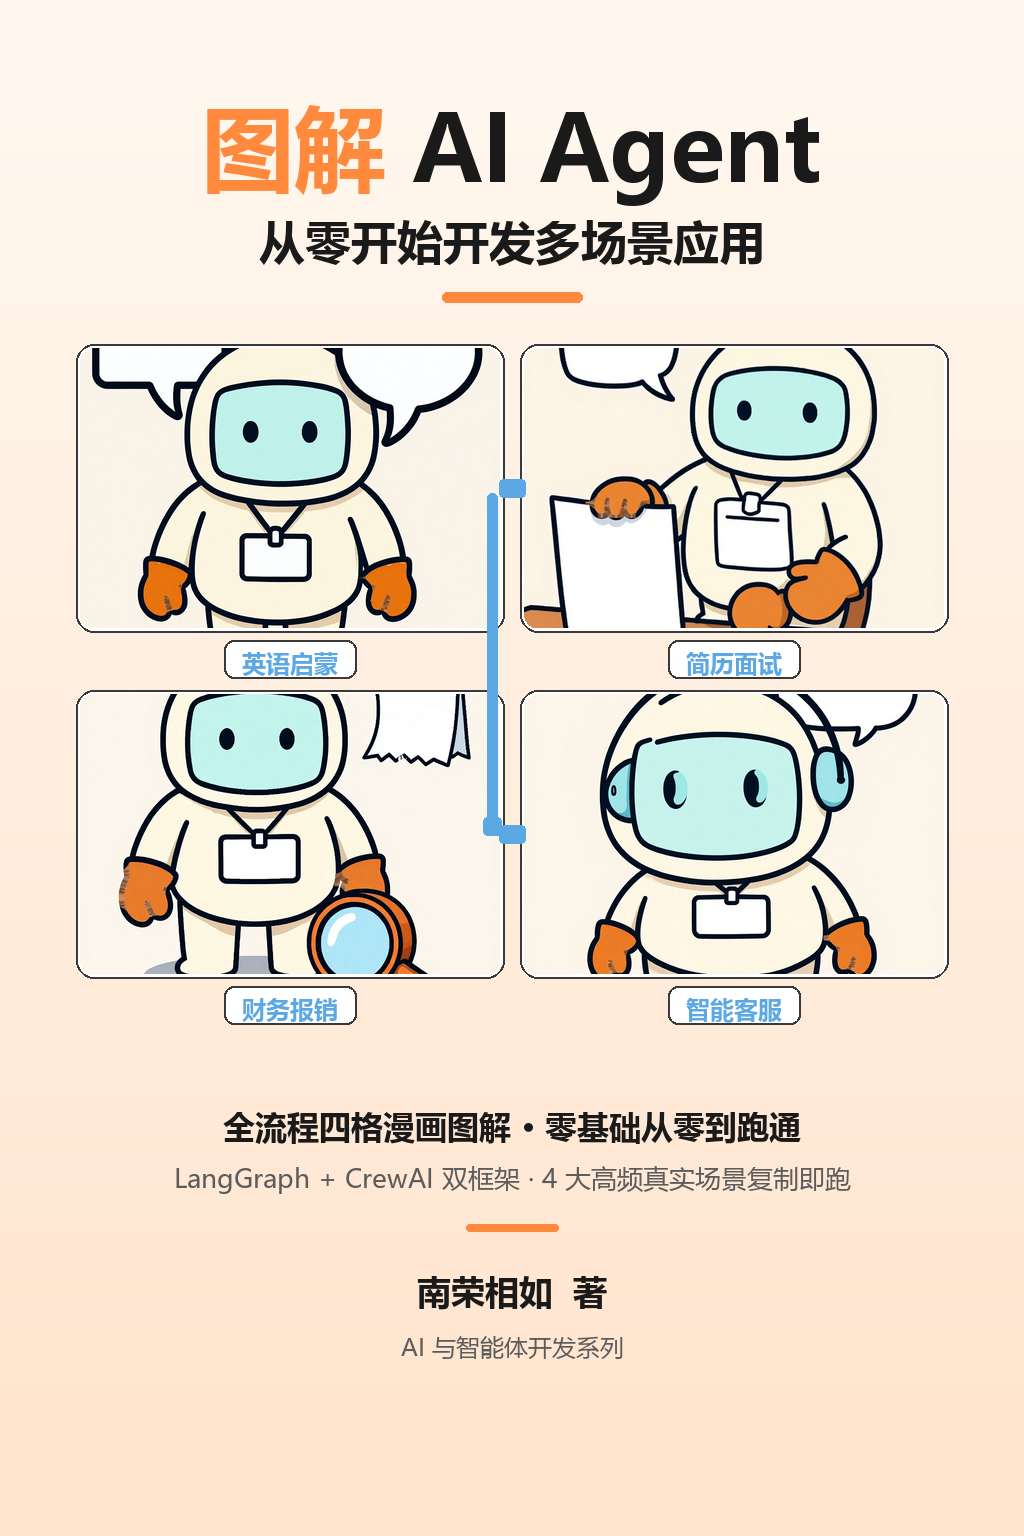 图解 AI Agent
从零开始开发多场景应用
英语启蒙
简历面试
财务报销
智能客服
全流程四格漫画图解·零基础从零到跑通
LangGraph + CrewAI 双框架 · 4 大高频真实场景复制即跑
南荣相如 著
AI 与智能体开发系列